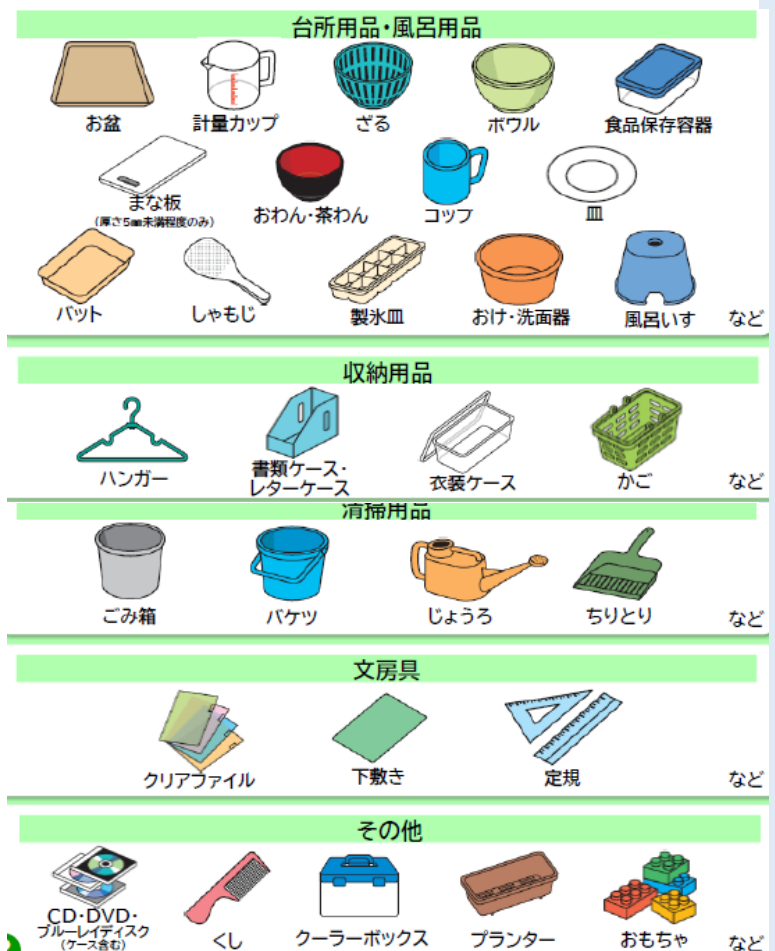 台所用品・風呂用品
お盆 計量カップ ざる ボウル 食品保存容器
まな板
(厚さ5㎜未満程度のみ)
おわん・茶わん コップ 皿
バット しゃもじ 製氷皿 おけ・洗面器 風呂いす など
収納用品
ハンガー
書類ケース・
レターケース
衣装ケース かご など
清掃用品
ごみ箱 バケツ じょうろ ちりとり など
文房具
クリアファイル 下敷き 定規 など
その他
CD・DVD・
ブルーレイディスク
(ケース含む)
くし クーラーボックス プランター おもちゃ など